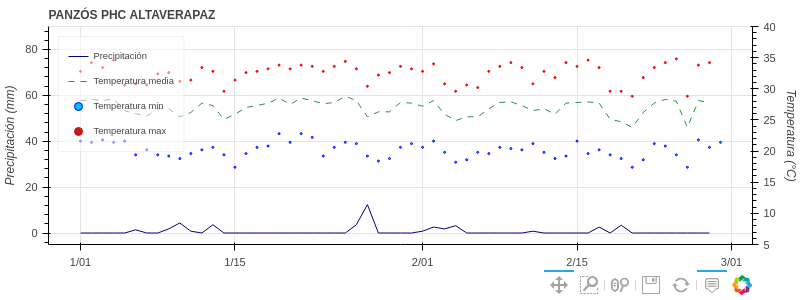 PANZÓS PHC ALTAVERAPAZ
Precipitación
Temperatura media
Temperatura min
Temperatura max
Precipitación (mm)
80
60
40
20
0
40
35
30
25
20
15
10
5
Temperatura (°C)
1/01
1/15
2/01
2/15
3/01